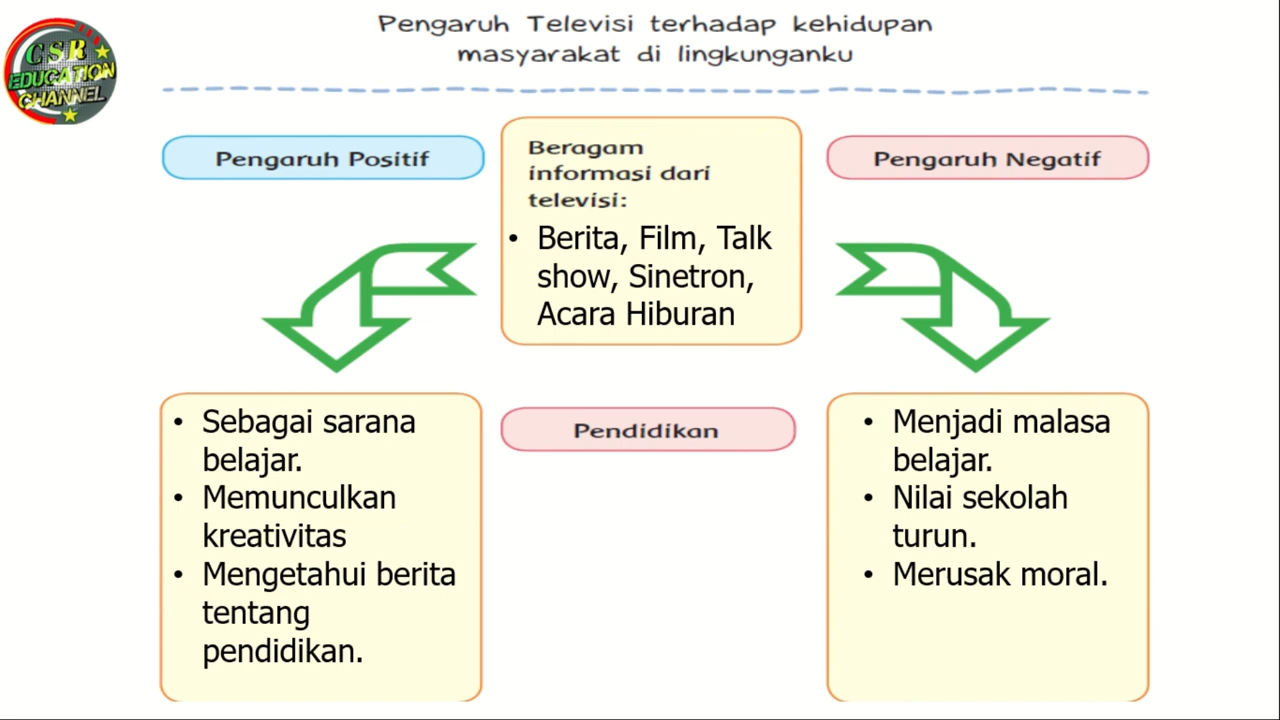 Pengaruh Televisi terhadap kehidupan
masyarakat di lingkunganku
CSB
EDUCATION
CHANNEL
Pengaruh Positif
Beragam
informasi dari
televisi:
• Berita, Film, Talk
show, Sinetron,
Acara Hiburan
Pengaruh Negatif
• Sebagai sarana
belajar.
• Memunculkan
kreativitas
• Mengetahui berita
tentang
pendidikan.
Pendidikan
• Menjadi malasa
belajar.
• Nilai sekolah
turun.
• Merusak moral.